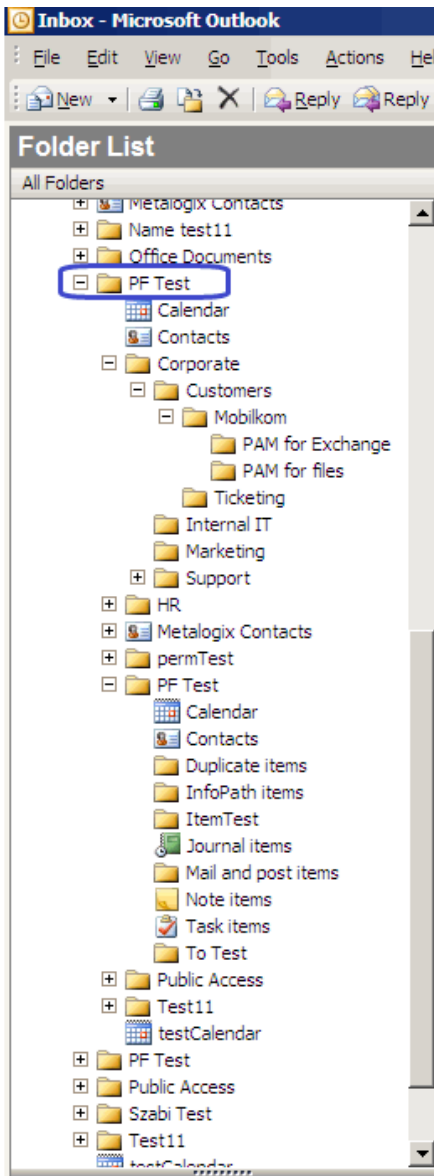 Inbox - Microsoft Outlook
File Edit View Go Tools Actions Hel
New Reply Reply
Folder List
All Folders
Metalogix Contacts
Name test11
Office Documents
PF Test
Calendar
Contacts
Corporate
Customers
Mobilkom
PAM for Exchange
PAM for files
Ticketing
Internal IT
Marketing
Support
HR
Metalogix Contacts
permTest
PF Test
Calendar
Contacts
Duplicate items
InfoPath items
ItemTest
Journal items
Mail and post items
Note items
Task items
To Test
Public Access
Test11
testCalendar
PF Test
Public Access
Szabi Test
Test11
testCalendar